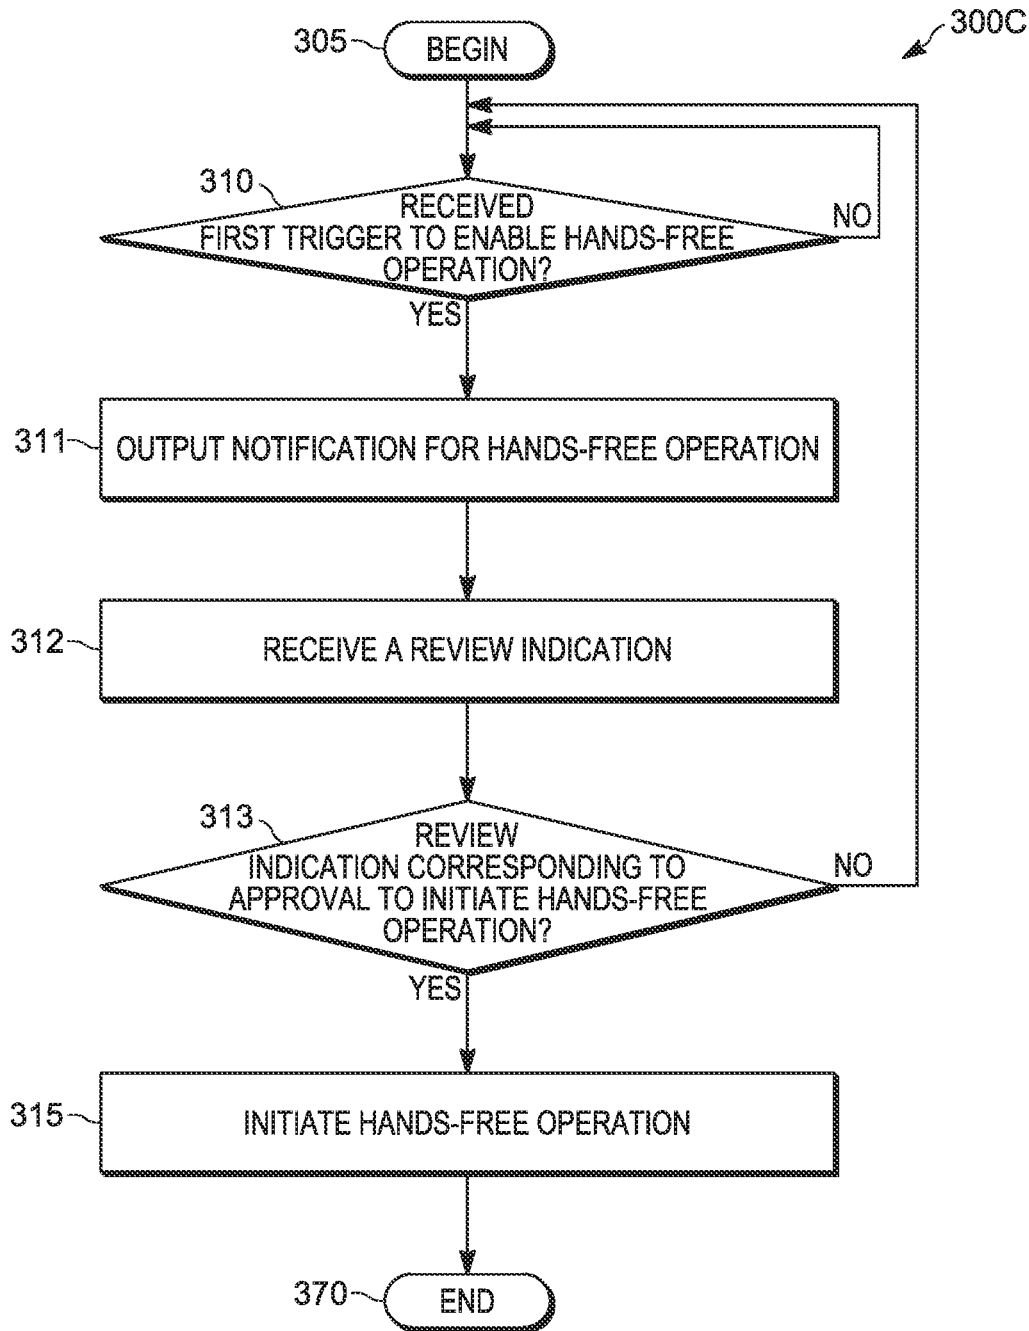 300C
305
BEGIN
310
RECEIVED
FIRST TRIGGER TO ENABLE HANDS-FREE
OPERATION?
NO
YES
311
OUTPUT NOTIFICATION FOR HANDS-FREE OPERATION
312
RECEIVE A REVIEW INDICATION
313
REVIEW
INDICATION CORRESPONDING TO
APPROVAL TO INITIATE HANDS-FREE
OPERATION?
NO
YES
315
INITIATE HANDS-FREE OPERATION
370
END